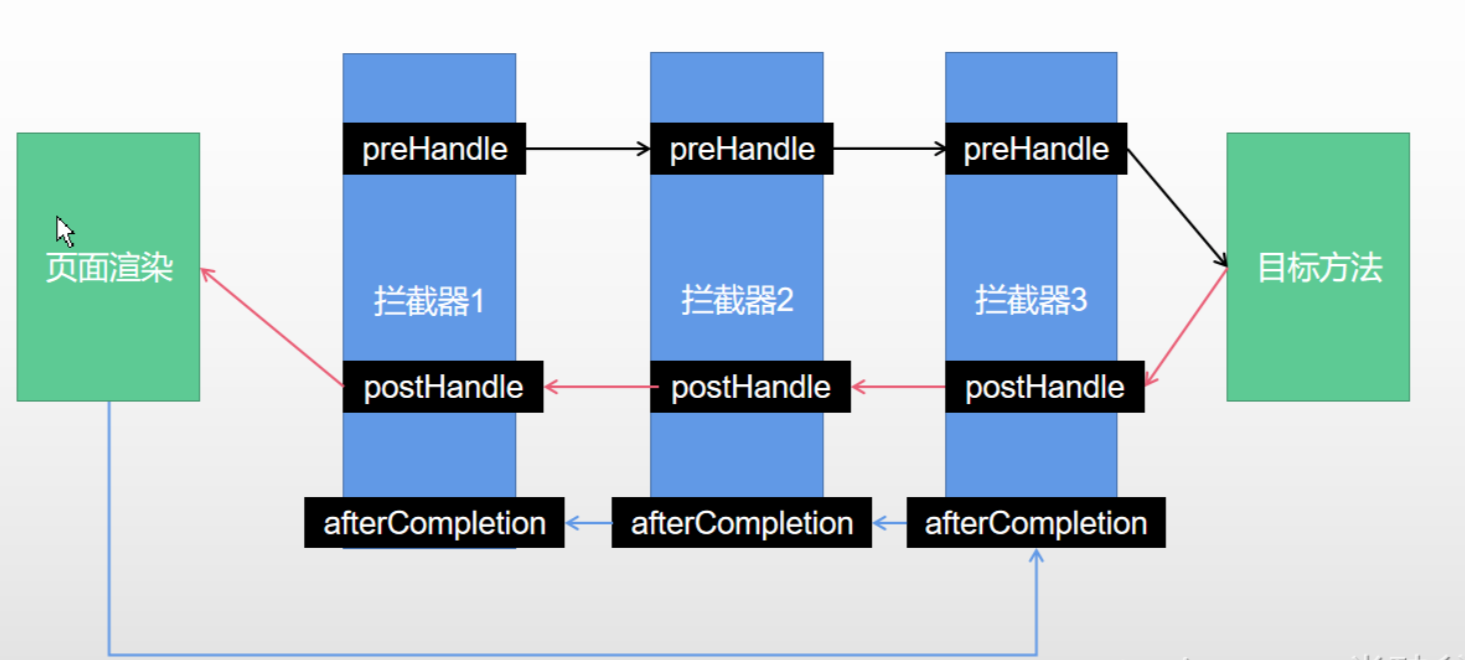 preHandle
preHandle
preHandle
页面渲染
目标方法
拦截器1
拦截器2
拦截器3
postHandle
postHandle
postHandle
afterCompletion
afterCompletion
afterCompletion